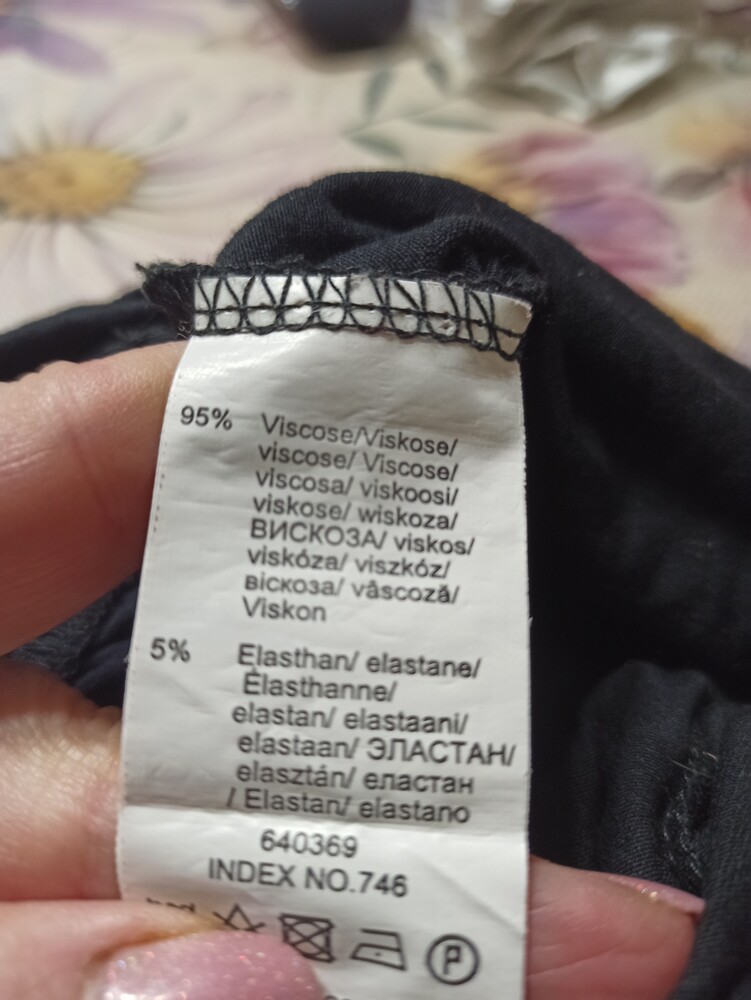 95% Viscose/Viskose/
viscose/ Viscose/
viscosa/ viskoosi/
viskose/ wiskoza/
ВИСКОЗА/ viskos/
viskóza/ viszkóz/
віскоза/ vâscoză/
Viskon
5% Elasthan/ elastane/
Élasthanne/
elastan/ elastaani/
elastaan/ ЭЛАСТАН/
elasztán/ еластан
/ Elastan/ elastano
640369
INDEX NO.746
P